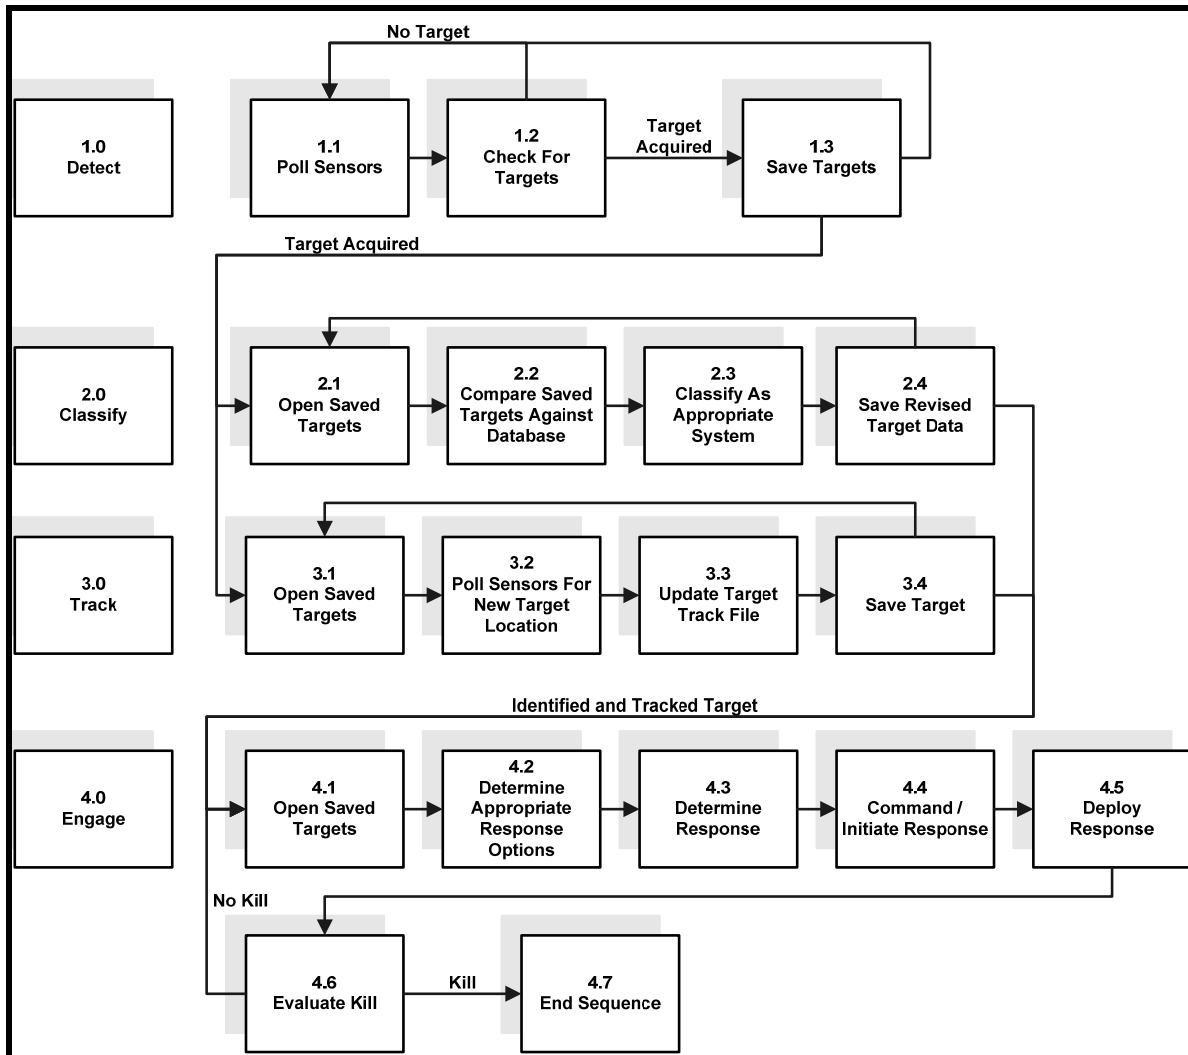 No Target
1.0
Detect
1.1
Poll Sensors
1.2
Check For
Targets
Target
Acquired
1.3
Save Targets
Target Acquired
2.0
Classify
2.1
Open Saved
Targets
2.2
Compare Saved
Targets Against
Database
2.3
Classify As
Appropriate
System
2.4
Save Revised
Target Data
3.0
Track
3.1
Open Saved
Targets
3.2
Poll Sensors For
New Target
Location
3.3
Update Target
Track File
3.4
Save Target
Identified and Tracked Target
4.0
Engage
4.1
Open Saved
Targets
4.2
Determine
Appropriate
Response
Options
4.3
Determine
Response
4.4
Command /
Initiate Response
4.5
Deploy
Response
No Kill
4.6
Evaluate Kill
Kill
4.7
End Sequence